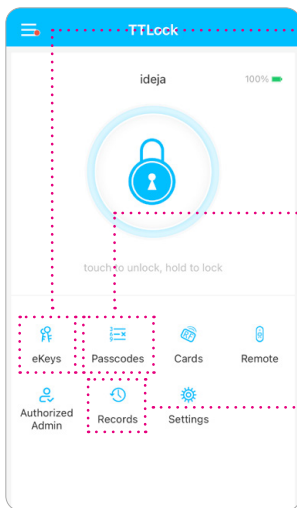 TTLock
ideja
100%
touch to unlock, hold to lock
eKeys
Passcodes
Cards
Remote
Authorized
Admin
Records
Settings